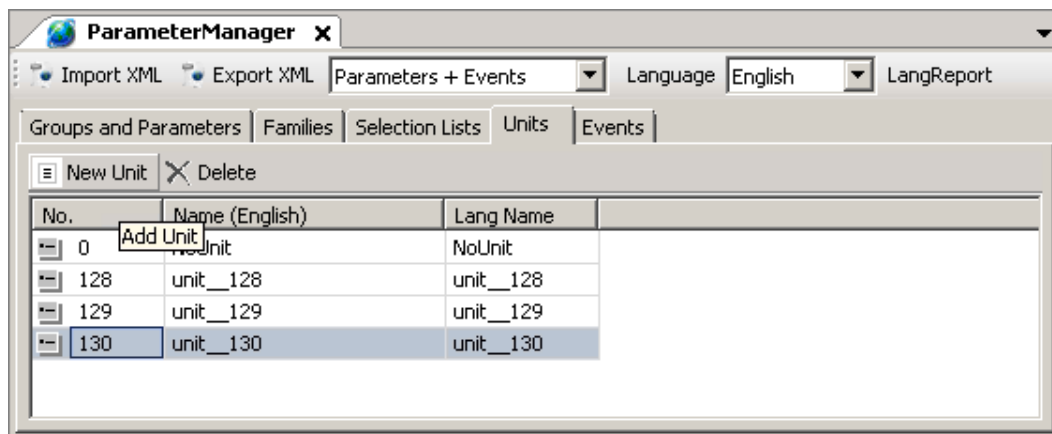 ParameterManager
Import XML Export XML Parameters + Events Language English LangReport
Groups and Parameters Families Selection Lists Units Events
New Unit Delete
No. Name (English) Lang Name
Add Unit
0 NoUnit NoUnit
128 unit__128 unit__128
129 unit__129 unit__129
130 unit__130 unit__130